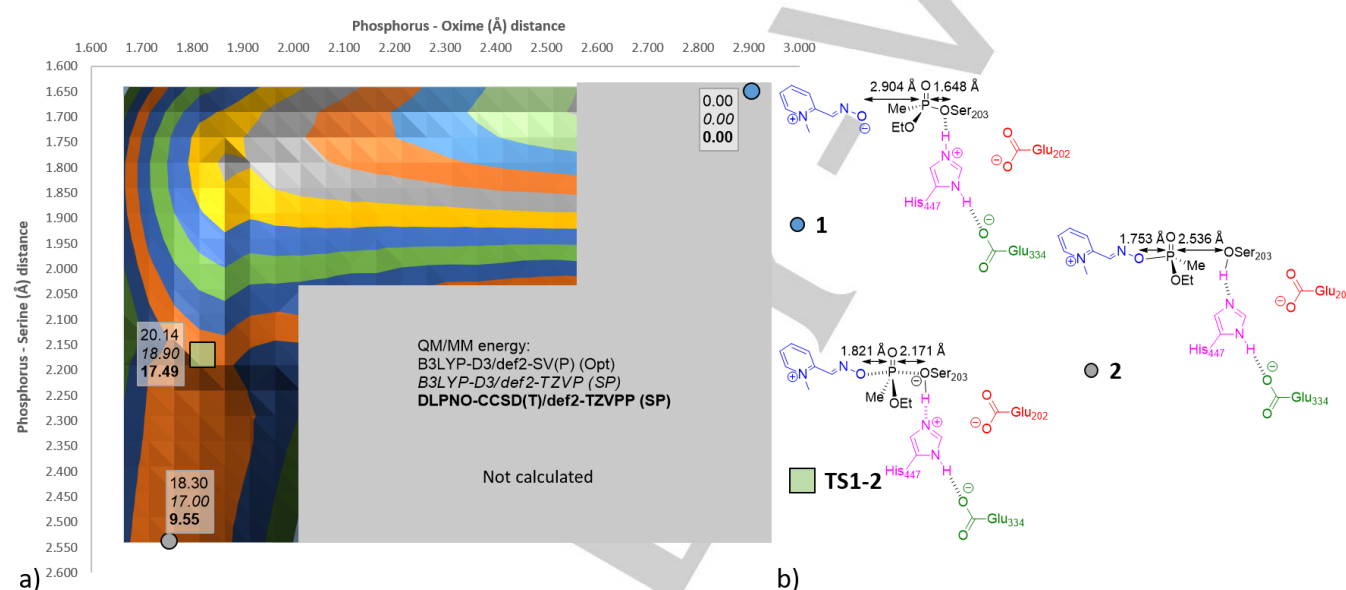 Phosphorus - Oxime (Å) distance
1.600 1.700 1.800 1.900 2.000 2.100 2.200 2.300 2.400 2.500 2.600 2.700 2.800 2.900 3.000
Phosphorus - Serine (Å) distance
1.600
1.650
1.700
1.750
1.800
1.850
1.900
1.950
2.000
2.050
2.100
2.150
2.200
2.250
2.300
2.350
2.400
2.450
2.500
2.550
2.600
0.00
0.00
0.00
20.14
18.90
17.49
18.30
17.00
9.55
QM/MM energy:
B3LYP-D3/def2-SV(P) (Opt)
B3LYP-D3/def2-TZVP (SP)
DLPNO-CCSD(T)/def2-TZVPP (SP)
Not calculated
a)
2.904 Å 1.648 Å
O
N+ N O⊖ Me P OSer203
EtO
H
N⊕
N H
His447
O ⊖O Glu202
⊖O O Glu334
1
1.753 Å 2.536 Å
O
N+ N O P Me OSer203
OEt
H
N
N H
His447
O ⊖O Glu20
⊖O O Glu334
2
1.821 Å 2.171 Å
O
N+ N O P ⊖OSer203
Me OEt
H
N⊕
N H
His447
O ⊖O Glu202
⊖O O Glu334
TS1-2
b)